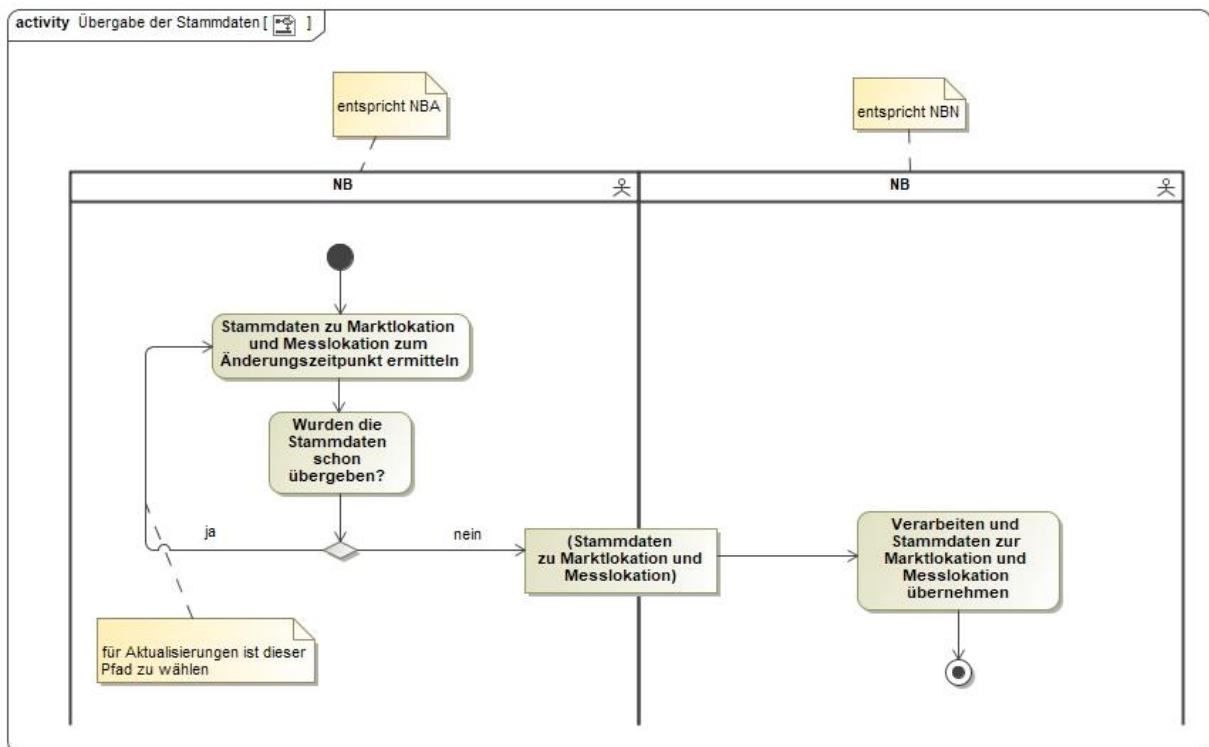 activity Übergabe der Stammdaten [ ]
entspricht NBA
entspricht NBN
NB
NB
Stammdaten zu Marktlokation
und Messlokation zum
Änderungszeitpunkt ermitteln
Wurden die
Stammdaten
schon
übergeben?
ja
nein
(Stammdaten
zu Marktlokation und
Messlokation)
Verarbeiten und
Stammdaten zur
Marktlokation und
Messlokation
übernehmen
für Aktualisierungen ist dieser
Pfad zu wählen